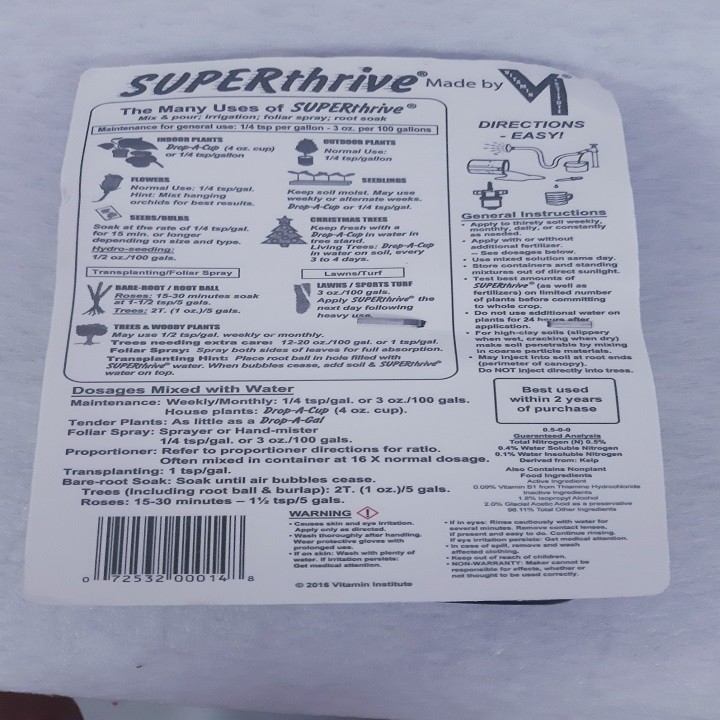 SUPERthrive® Made by VM
VITAMIN INSTITUTE
The Many Uses of SUPERthrive®
Mix & pour; irrigation; foliar spray; root soak
Maintenance for general use: 1/4 tsp per gallon - 3 oz. per 100 gallons
INDOOR PLANTS
Drop-A-Cup (4 oz. cup)
or 1/4 tsp/gallon
OUTDOOR PLANTS
Normal Use:
1/4 tsp/gallon
FLOWERS
Normal Use: 1/4 tsp/gal.
Hint: Mist hanging
orchids for best results.
SEEDLINGS
Keep soil moist. May use
weekly or alternate weeks.
Drop-A-Cup or 1/4 tsp/gal.
SEEDS/BULBS
Soak at the rate of 1/4 tsp/gal.
for 15 min. or longer
depending on size and type.
Hydro-seeding:
1/2 oz./100 gals.
CHRISTMAS TREES
Keep fresh with a
Drop-A-Cup in water in
tree stand.
Living Trees: Drop-A-Cup
in water on soil, every
3 to 4 days.
Transplanting/Foliar Spray
BARE-ROOT / ROOT BALL
Roses: 15-30 minutes soak
at 1-1/2 tsp/5 gals.
Trees: 2T. (1 oz.)/5 gals.
Lawns/Turf
LAWNS / SPORTS TURF
3 oz./100 gals.
Apply SUPERthrive® the
next day following
heavy use.
TREES & WOODY PLANTS
May use 1/2 tsp/gal. weekly or monthly.
Trees needing extra care: 12-20 oz./100 gal. or 1 tsp/gal.
Foliar Spray: Spray both sides of leaves for full absorption.
Transplanting Hint: Place root ball in hole filled with
SUPERthrive® water. When bubbles cease, add soil & SUPERthrive®
water on top.
DIRECTIONS
- EASY!
General Instructions
• Apply to thirsty soil weekly,
monthly, daily, or constantly
as needed.
• Apply with or without
additional fertilizer.
-- See dosages below.
• Use mixed solution same day.
• Store containers and standing
mixtures out of direct sunlight.
• Test best amounts of
SUPERthrive® (as well as
fertilizers) on limited number
of plants before committing
to whole crop.
• Do not use additional water on
plants for 24 hours after
application.
• For high-clay soils (slippery
when wet, cracking when dry)
make soil penetrable by mixing
in coarse particle materials.
• May inject into soil at root ends
(perimeter of canopy).
Do NOT inject directly into tress.
Best used
within 2 years
of purchase
Dosages Mixed with Water
Maintenance: Weekly/Monthly: 1/4 tsp/gal. or 3 oz./100 gals.
House plants: Drop-A-Cup (4 oz. cup).
Tender Plants: As little as a Drop-A-Gal
Foliar Spray: Sprayer or Hand-mister
1/4 tsp/gal. or 3 oz./100 gals.
Proportioner: Refer to proportioner directions for ratio.
Often mixed in container at 16 X normal dosage.
Transplanting: 1 tsp/gal.
Bare-root Soak: Soak until air bubbles cease.
Trees (Including root ball & burlap): 2T. (1 oz.)/5 gals.
Roses: 15-30 minutes – 1½ tsp/5 gals.
0.5-0-0
Guaranteed Analysis
Total Nitrogen (N) 0.5%
0.4% Water Soluble Nitrogen
0.1% Water Insoluble Nitrogen
Derived from: Kelp
Also Contains Nonplant
Food Ingredients
Active Ingredient
0.09% Vitamin B1 from Thiamine Hydrochloride
Inactive Ingredients
1.8% Isopropyl Alcohol
2.0% Glacial Acetic Acid as a preservative
96.11% Total Other Ingredients
WARNING
• Causes skin and eye irritation.
Apply only as directed.
• Wash thoroughly after handling.
Wear protective gloves with
prolonged use.
• If on skin: Wash with plenty of
water. If irritation persists:
Get medical attention.
• If in eyes: Rinse cautiously with water for
several minutes. Remove contact lenses,
if present and easy to do. Continue rinsing.
If eye irritation persists: Get medical attention.
• In case of spill, remove and wash
affected clothing.
• Keep out of reach of children.
• NON-WARRANTY: Maker cannot be
responsible for effects, whether or
not thought to be used correctly.
0 72532 00014 8
© 2016 Vitamin Institute